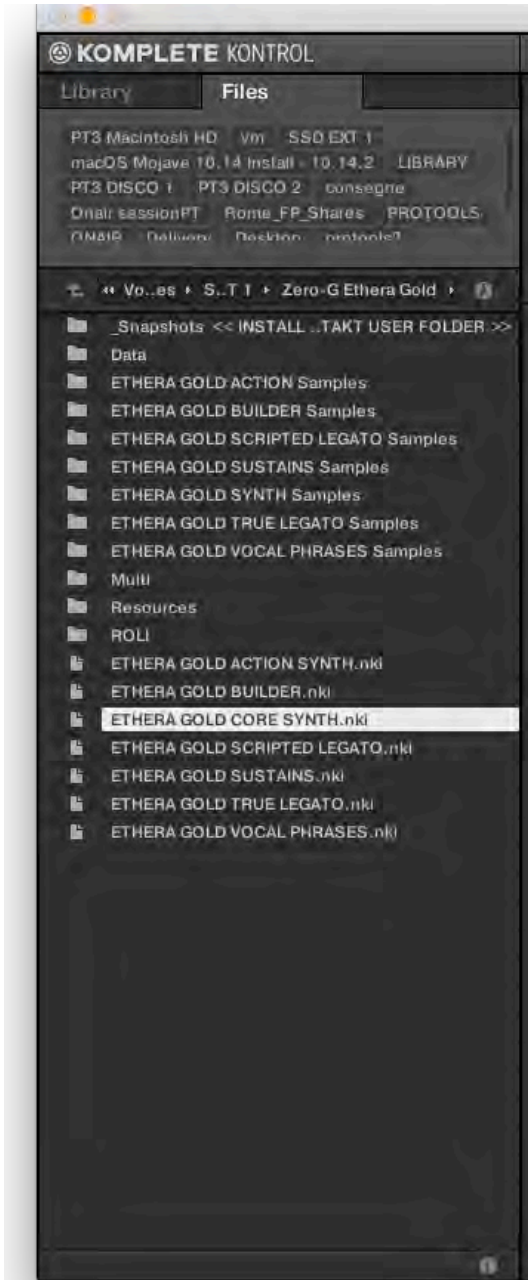 KOMPLETE KONTROL
Library Files
PT3 Macintosh HD Vm SSD EXT 1
macOS Mojave 10.14 Install - 10.14.2 LIBRARY
PT3 DISCO 1 PT3 DISCO 2 consegne
Onair sessionPT Rome_FP_Shares PROTOOLS
ONAIR Delivery Desktop protools7
Vo..es S..T 1 Zero-G Ethera Gold
_Snapshots << INSTALL ..TAKT USER FOLDER >>
Data
ETHERA GOLD ACTION Samples
ETHERA GOLD BUILDER Samples
ETHERA GOLD SCRIPTED LEGATO Samples
ETHERA GOLD SUSTAINS Samples
ETHERA GOLD SYNTH Samples
ETHERA GOLD TRUE LEGATO Samples
ETHERA GOLD VOCAL PHRASES Samples
Multi
Resources
ROLI
ETHERA GOLD ACTION SYNTH.nki
ETHERA GOLD BUILDER.nki
ETHERA GOLD CORE SYNTH.nki
ETHERA GOLD SCRIPTED LEGATO.nki
ETHERA GOLD SUSTAINS.nki
ETHERA GOLD TRUE LEGATO.nki
ETHERA GOLD VOCAL PHRASES.nki